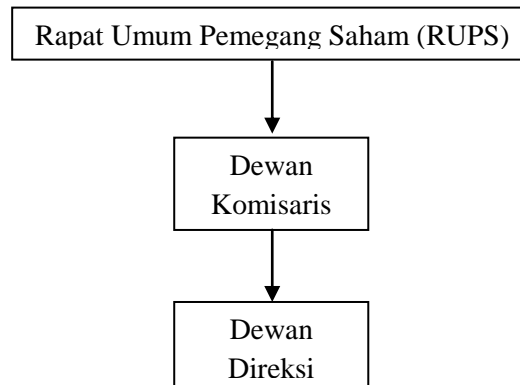 Rapat Umum Pemegang Saham (RUPS)
Dewan
Komisaris
Dewan
Direksi